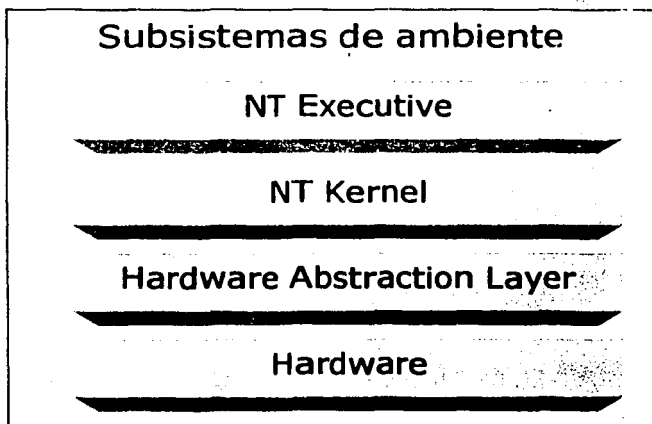 Subsistemas de ambiente
NT Executive
NT Kernel
Hardware Abstraction Layer
Hardware